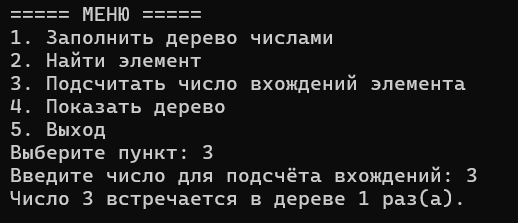 ===== МЕНЮ =====
1. Заполнить дерево числами
2. Найти элемент
3. Подсчитать число вхождений элемента
4. Показать дерево
5. Выход
Выберите пункт: 3
Введите число для подсчёта вхождений: 3
Число 3 встречается в дереве 1 раз(а).